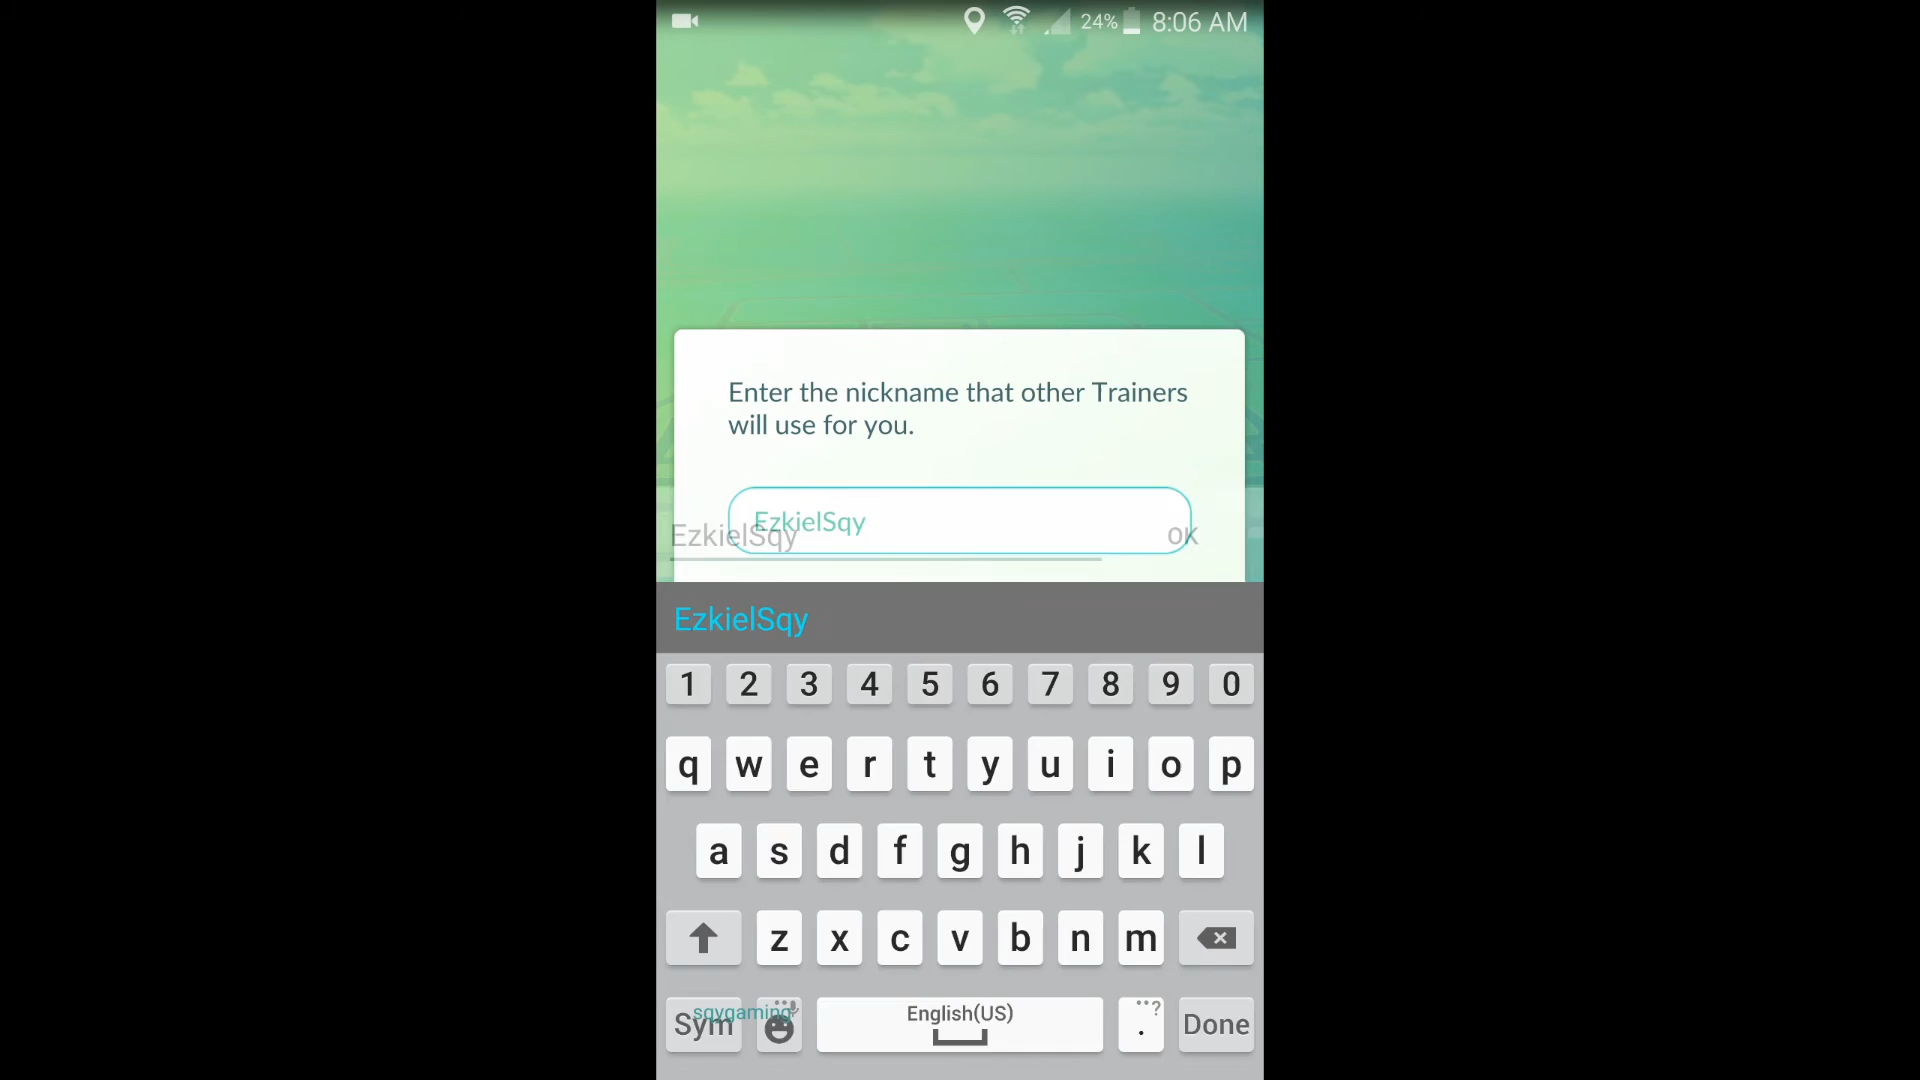 24% 8:06 AM
Enter the nickname that other Trainers
will use for you.
EzkielSqy
EzkielSqy OK
EzkielSqy
1 2 3 4 5 6 7 8 9 0
q w e r t y u i o p
a s d f g h j k l
z x c v b n m
sqygaming
Sym English(US) . ? Done